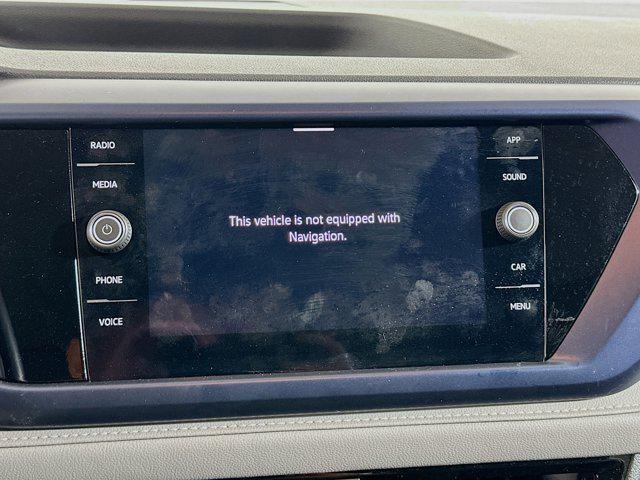 RADIO
MEDIA
PHONE
VOICE
This vehicle is not equipped with
Navigation.
APP
SOUND
CAR
MENU